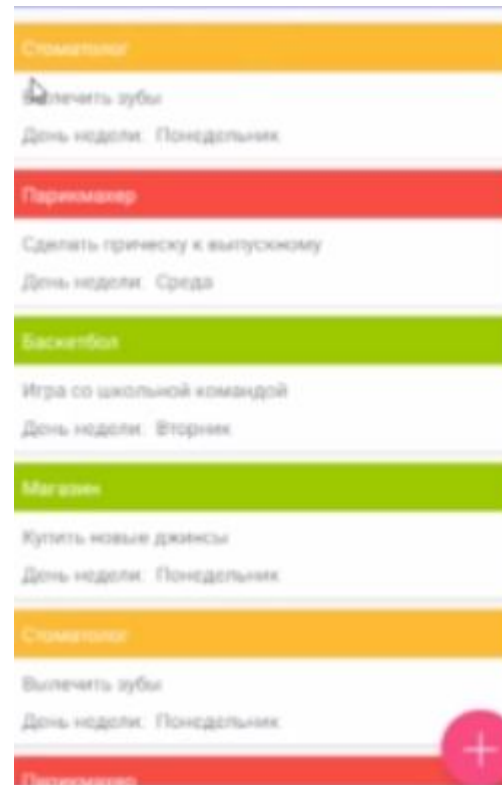 Стоматолог
Вылечить зубы
День недели: Понедельник
Парикмахер
Сделать прическу к выпускному
День недели: Среда
Баскетбол
Игра со школьной командой
День недели: Вторник
Магазин
Купить новые джинсы
День недели: Понедельник
Стоматолог
Вылечить зубы
День недели: Понедельник
Парикмахер